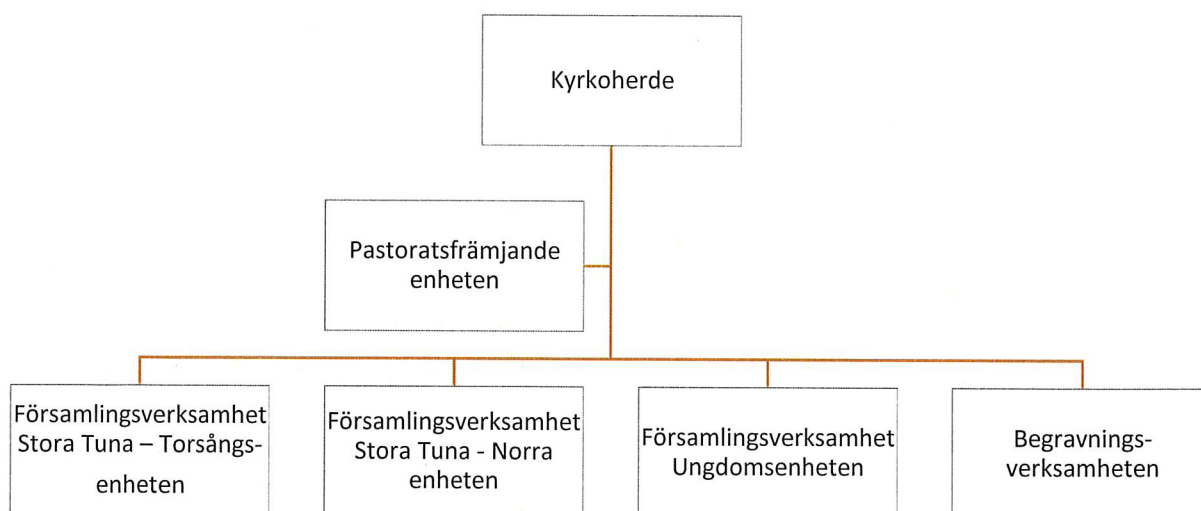 Kyrkoherde
Pastoratsfrämjande
enheten
Församlingsverksamhet
Stora Tuna – Torsångs-
enheten
Församlingsverksamhet
Stora Tuna - Norra
enheten
Församlingsverksamhet
Ungdomsenheten
Begravnings-
verksamheten